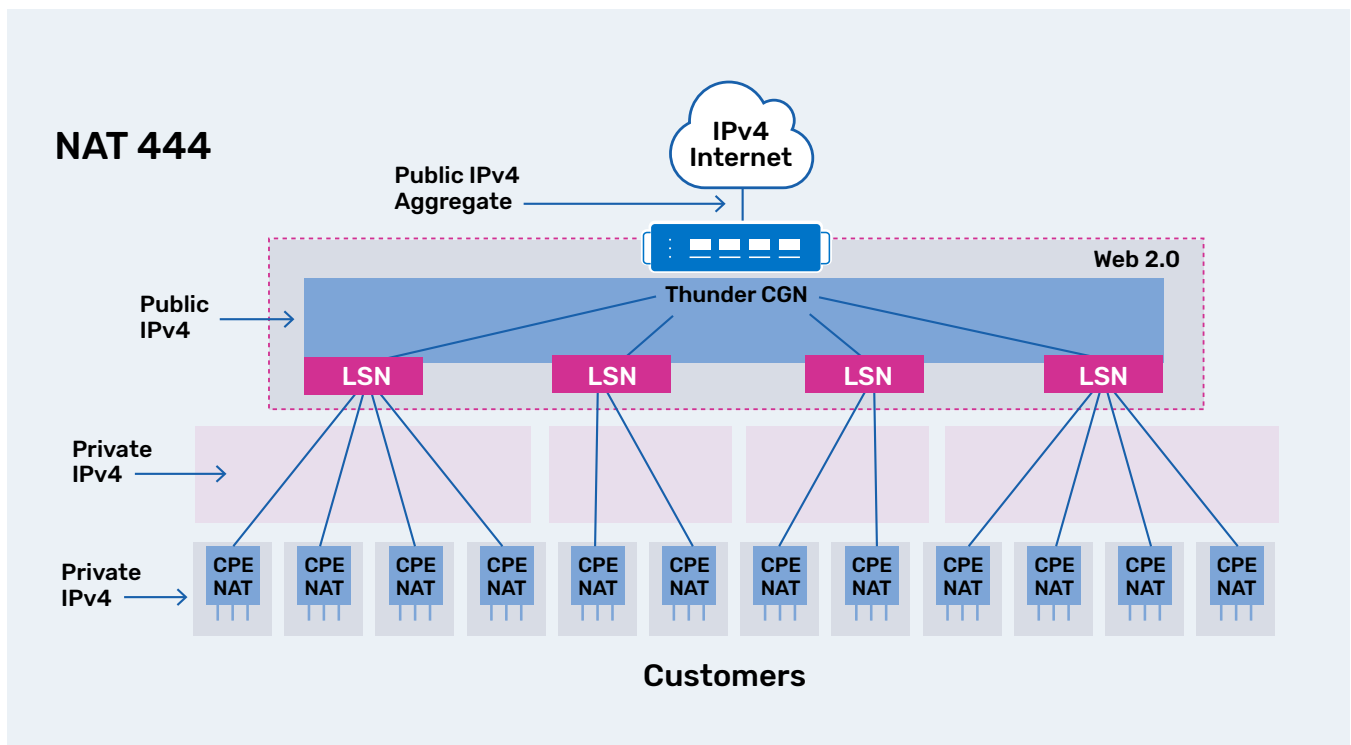 NAT 444
IPv4
Internet
Public IPv4
Aggregate
Web 2.0
Thunder CGN
Public
IPv4
LSN
LSN
LSN
LSN
Private
IPv4
Private
IPv4
CPE
NAT
CPE
NAT
CPE
NAT
CPE
NAT
CPE
NAT
CPE
NAT
CPE
NAT
CPE
NAT
CPE
NAT
CPE
NAT
CPE
NAT
CPE
NAT
Customers